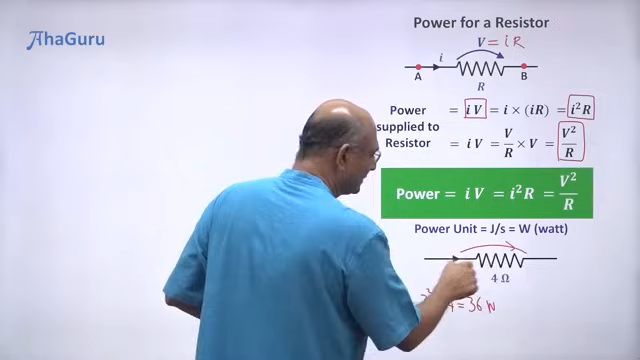 AhaGuru
Power for a Resistor
V = iR
i
A B
R
Power supplied to Resistor
= iV = i × (iR) = i²R
= iV = V/R × V = V²/R
Power = iV = i²R = V²/R
Power Unit = J/s = W (watt)
4 Ω
= 36 W